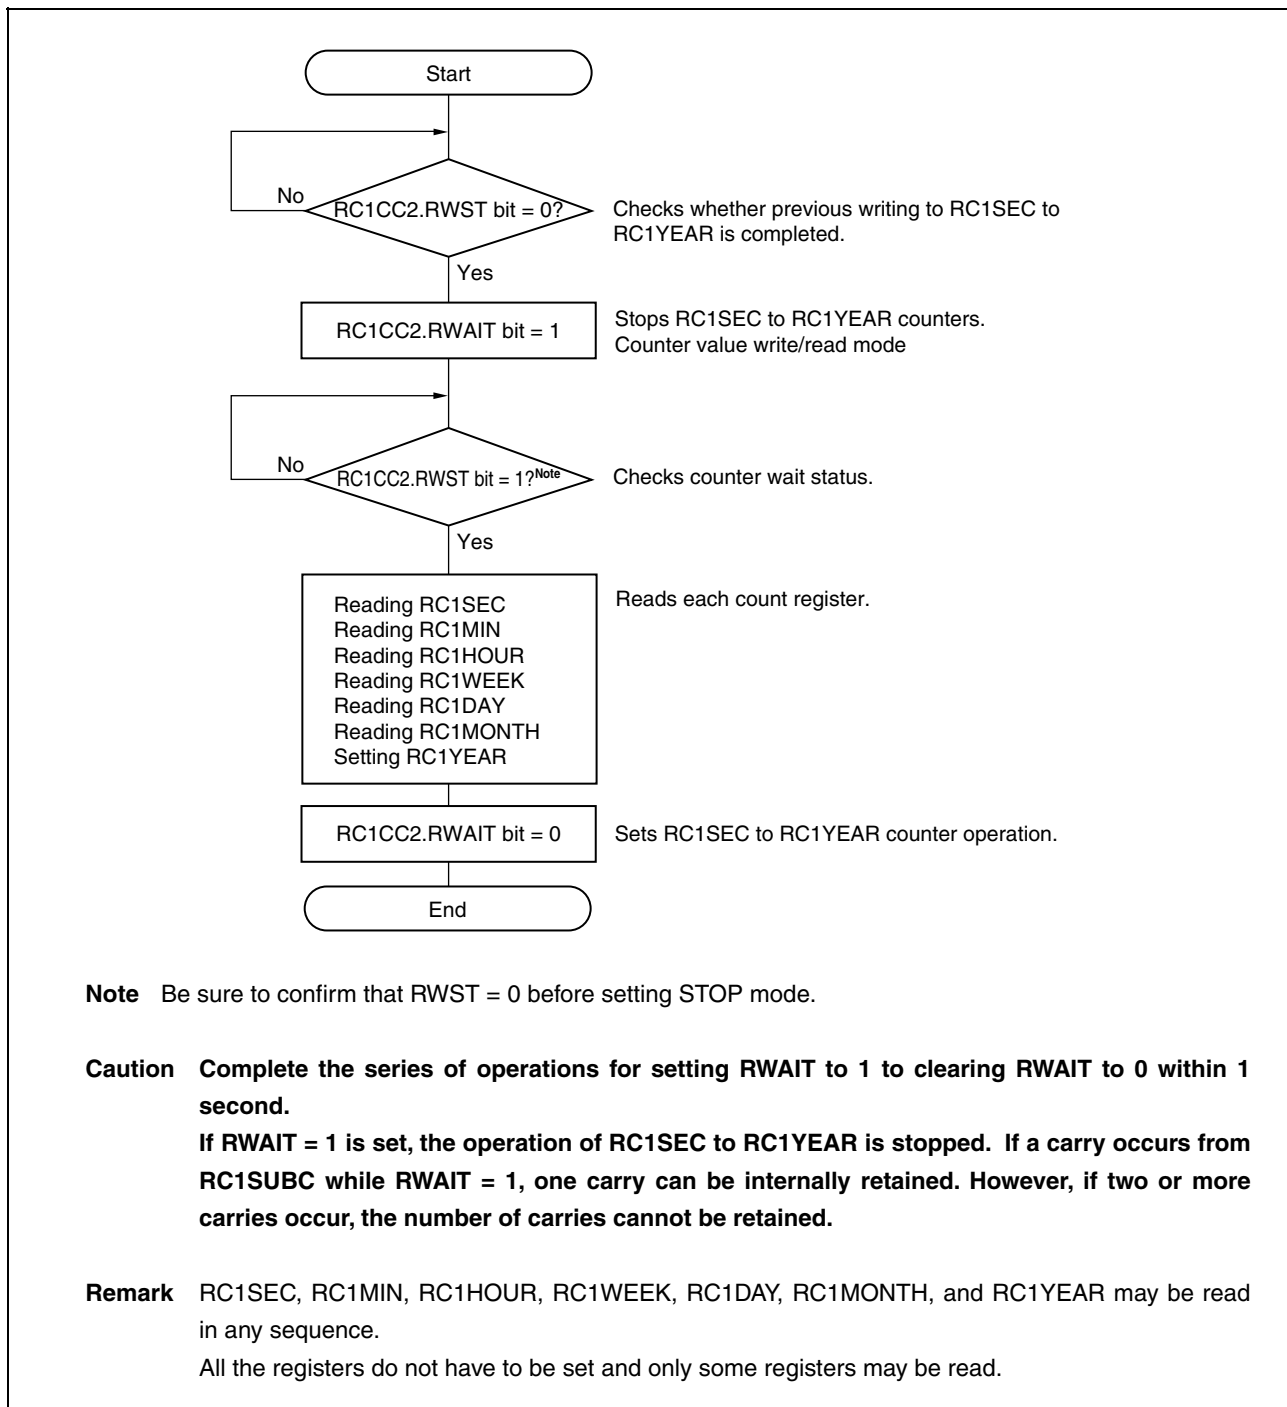 Start
No
RC1CC2.RWST bit = 0?
Checks whether previous writing to RC1SEC to
RC1YEAR is completed.
Yes
RC1CC2.RWAIT bit = 1
Stops RC1SEC to RC1YEAR counters.
Counter value write/read mode
No
RC1CC2.RWST bit = 1?Note
Checks counter wait status.
Yes
Reading RC1SEC
Reading RC1MIN
Reading RC1HOUR
Reading RC1WEEK
Reading RC1DAY
Reading RC1MONTH
Setting RC1YEAR
Reads each count register.
RC1CC2.RWAIT bit = 0
Sets RC1SEC to RC1YEAR counter operation.
End
Note Be sure to confirm that RWST = 0 before setting STOP mode.
Caution Complete the series of operations for setting RWAIT to 1 to clearing RWAIT to 0 within 1
second.
If RWAIT = 1 is set, the operation of RC1SEC to RC1YEAR is stopped. If a carry occurs from
RC1SUBC while RWAIT = 1, one carry can be internally retained. However, if two or more
carries occur, the number of carries cannot be retained.
Remark RC1SEC, RC1MIN, RC1HOUR, RC1WEEK, RC1DAY, RC1MONTH, and RC1YEAR may be read
in any sequence.
All the registers do not have to be set and only some registers may be read.